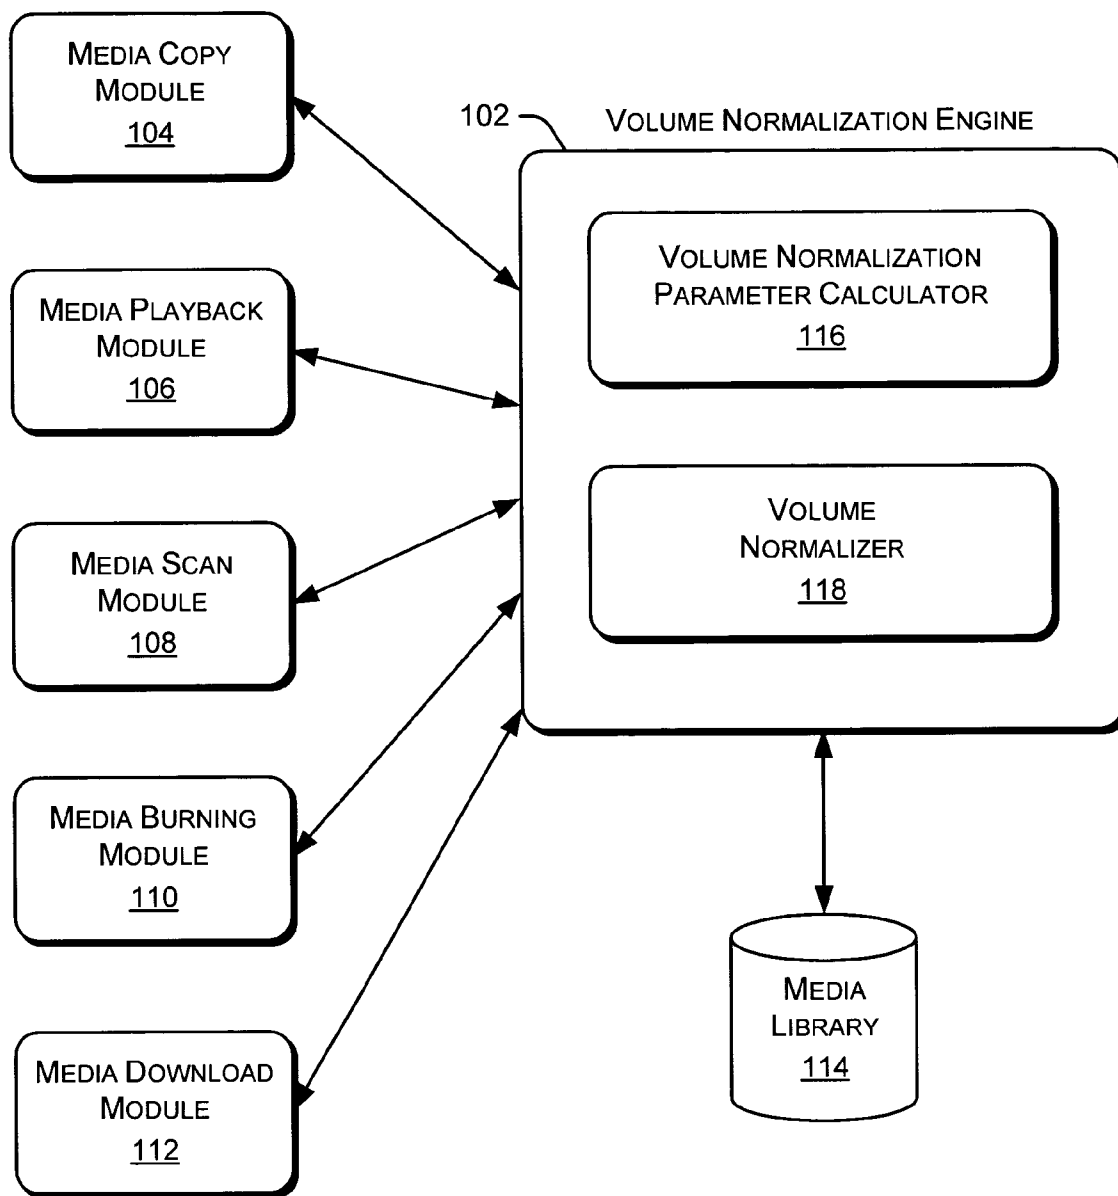 MEDIA COPY
MODULE
104
MEDIA PLAYBACK
MODULE
106
MEDIA SCAN
MODULE
108
MEDIA BURNING
MODULE
110
MEDIA DOWNLOAD
MODULE
112
102
VOLUME NORMALIZATION ENGINE
VOLUME NORMALIZATION
PARAMETER CALCULATOR
116
VOLUME
NORMALIZER
118
MEDIA
LIBRARY
114